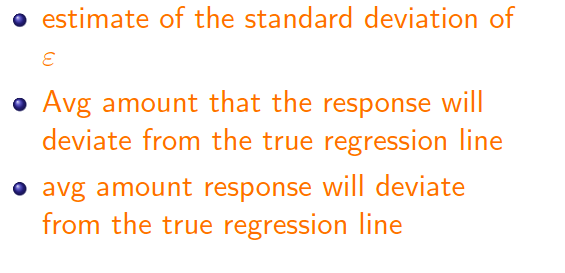 estimate of the standard deviation of
ε
Avg amount that the response will
deviate from the true regression line
avg amount response will deviate
from the true regression line